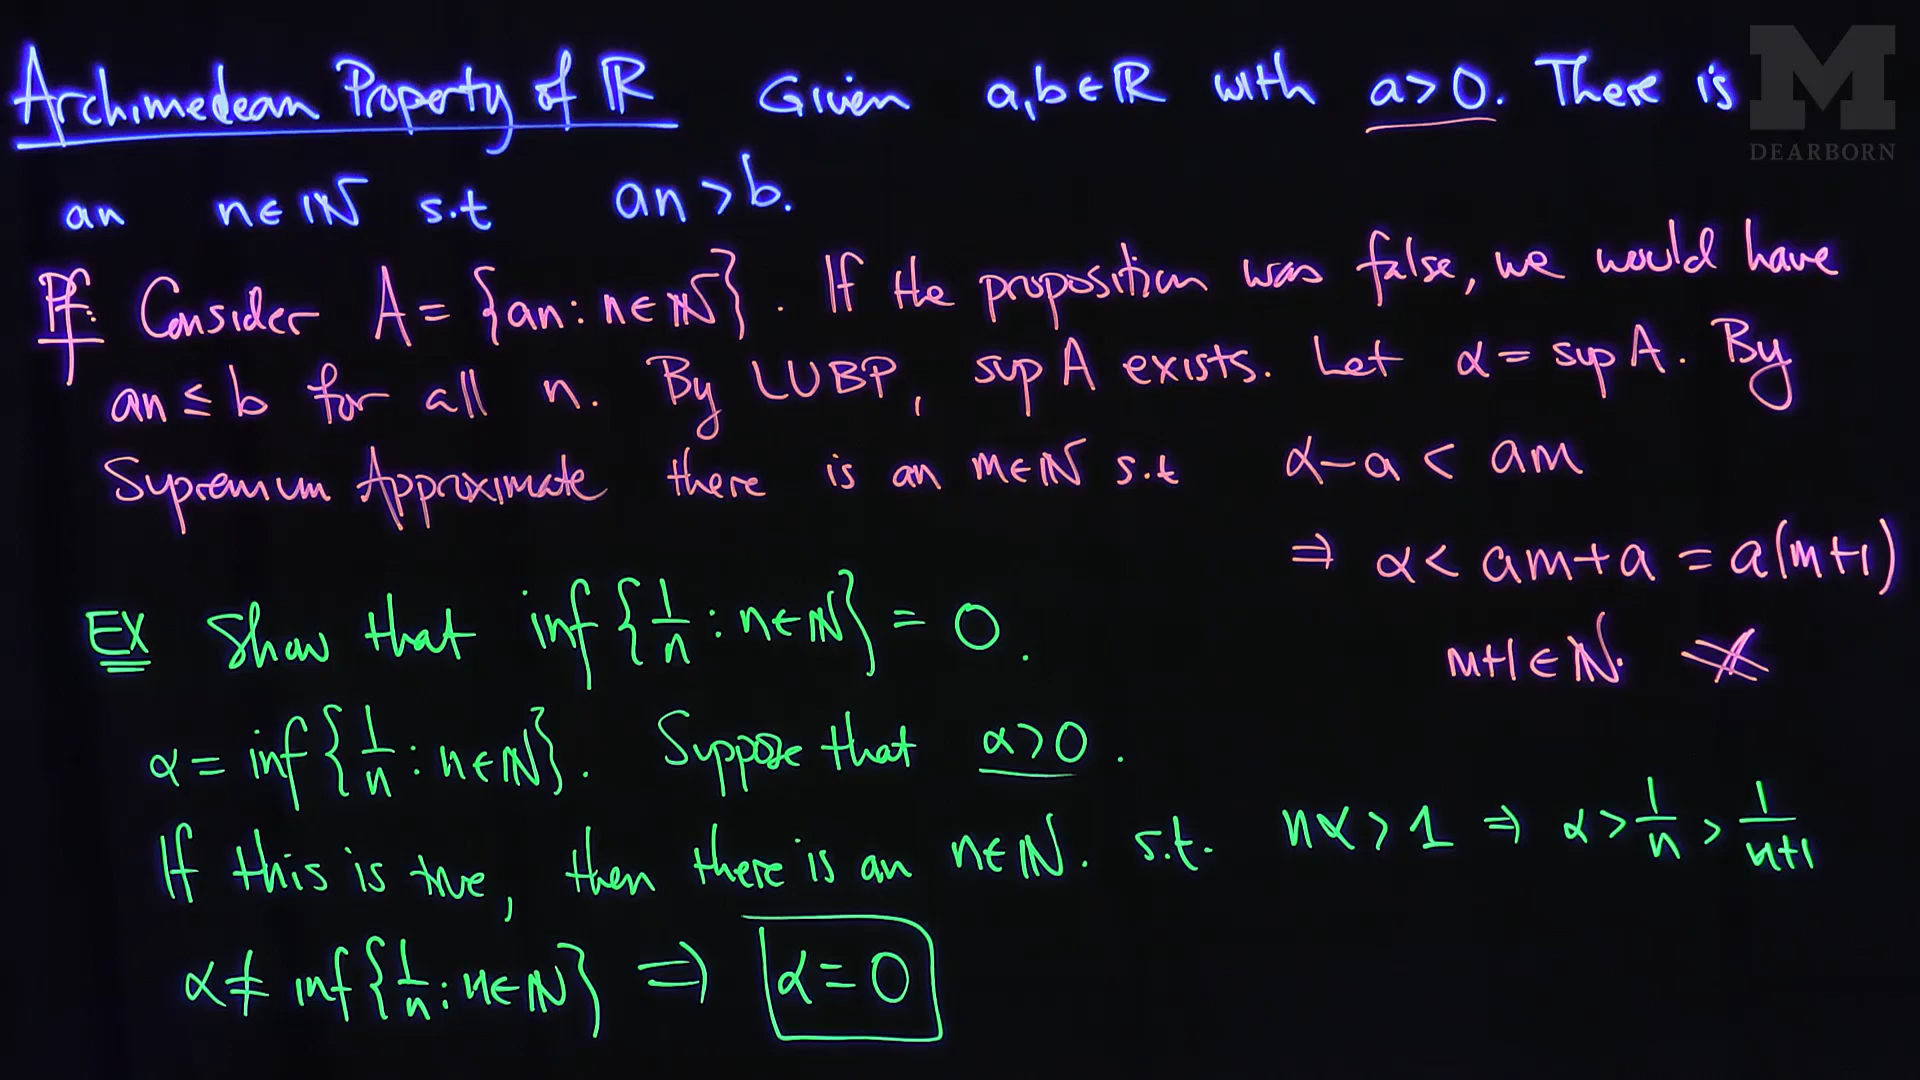 Archimedean Property of ℝ Given a,b∈ℝ with a>0. There is
an n∈ℕ s.t an>b.
Pf: Consider A = {an: n∈ℕ}. If the proposition was false, we would have
an ≤ b for all n. By LUBP, sup A exists. Let α = sup A. By
Supremum Approximate there is an m∈ℕ s.t α-a < am
⇒ α < am+a = a(m+1)
m+1∈ℕ.
EX Show that inf{1/n : n∈ℕ} = 0.
α = inf{1/n : n∈ℕ}. Suppose that α>0.
If this is true, then there is an n∈ℕ. s.t. nα > 1 ⇒ α > 1/n > 1/n+1
α ≠ inf{1/n : n∈ℕ} ⇒ α = 0
M
DEARBORN